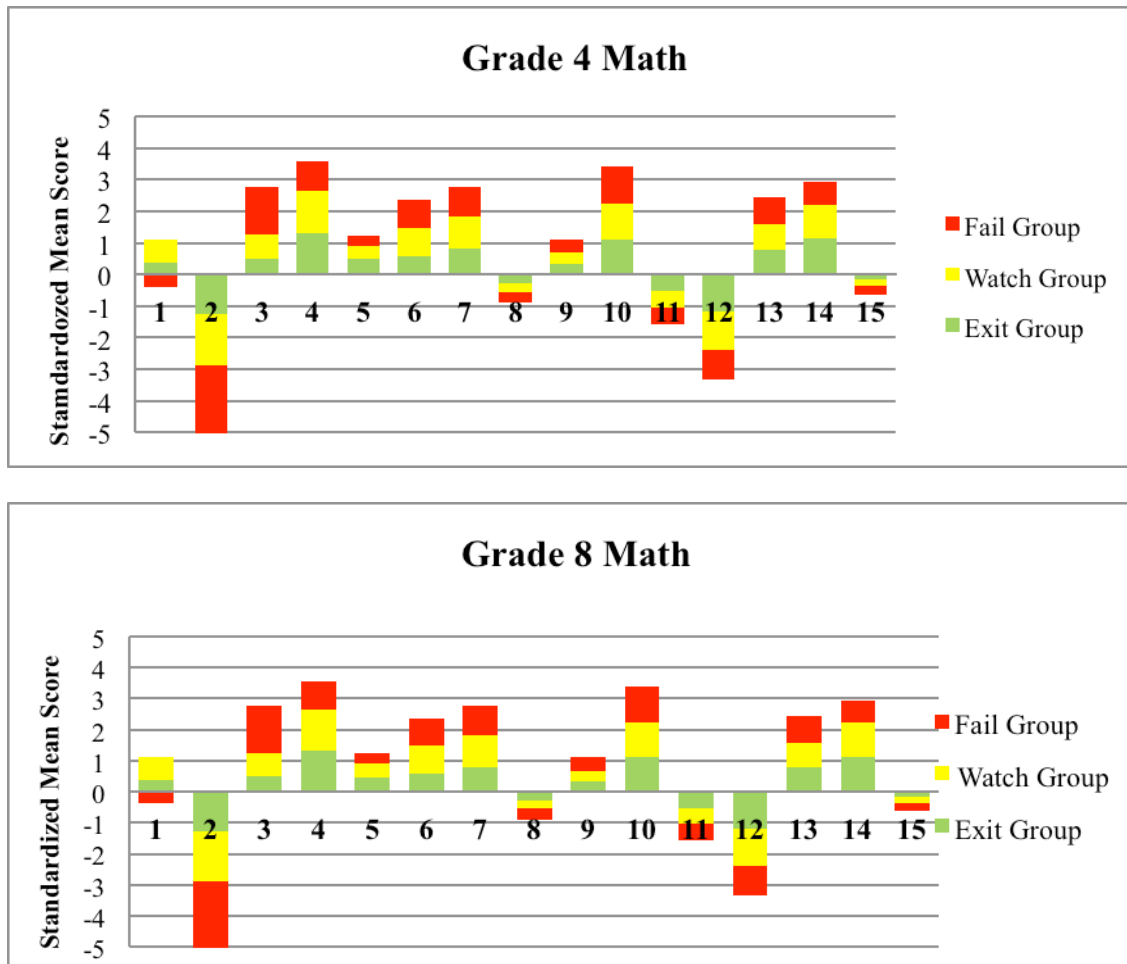 Grade 4 Math
Stamdardozed Mean Score
5
4
3
2
1
0
-1
-2
-3
-4
-5
1 2 3 4 5 6 7 8 9 10 11 12 13 14 15
Fail Group
Watch Group
Exit Group
Grade 8 Math
Standardized Mean Score
5
4
3
2
1
0
-1
-2
-3
-4
-5
1 2 3 4 5 6 7 8 9 10 11 12 13 14 15
Fail Group
Watch Group
Exit Group